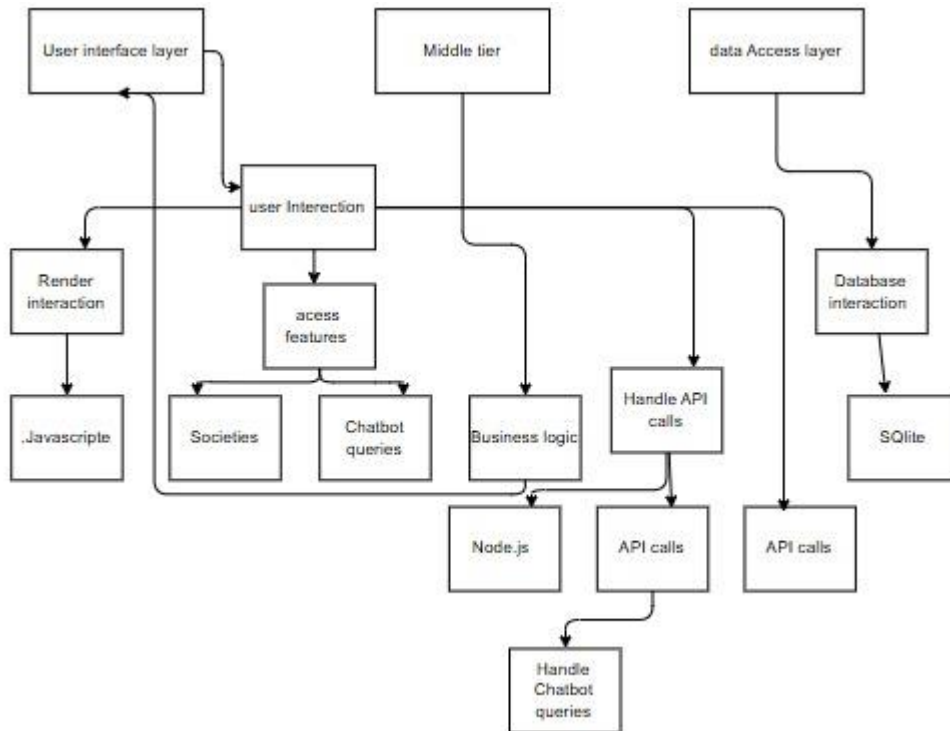 User interface layer
Middle tier
data Access layer
user Interection
Render
interaction
acess
features
Database
interaction
.Javascripte
Societies
Chatbot
queries
Business logic
Handle API
calls
SQlite
Node.js
API calls
API calls
Handle
Chatbot
queries